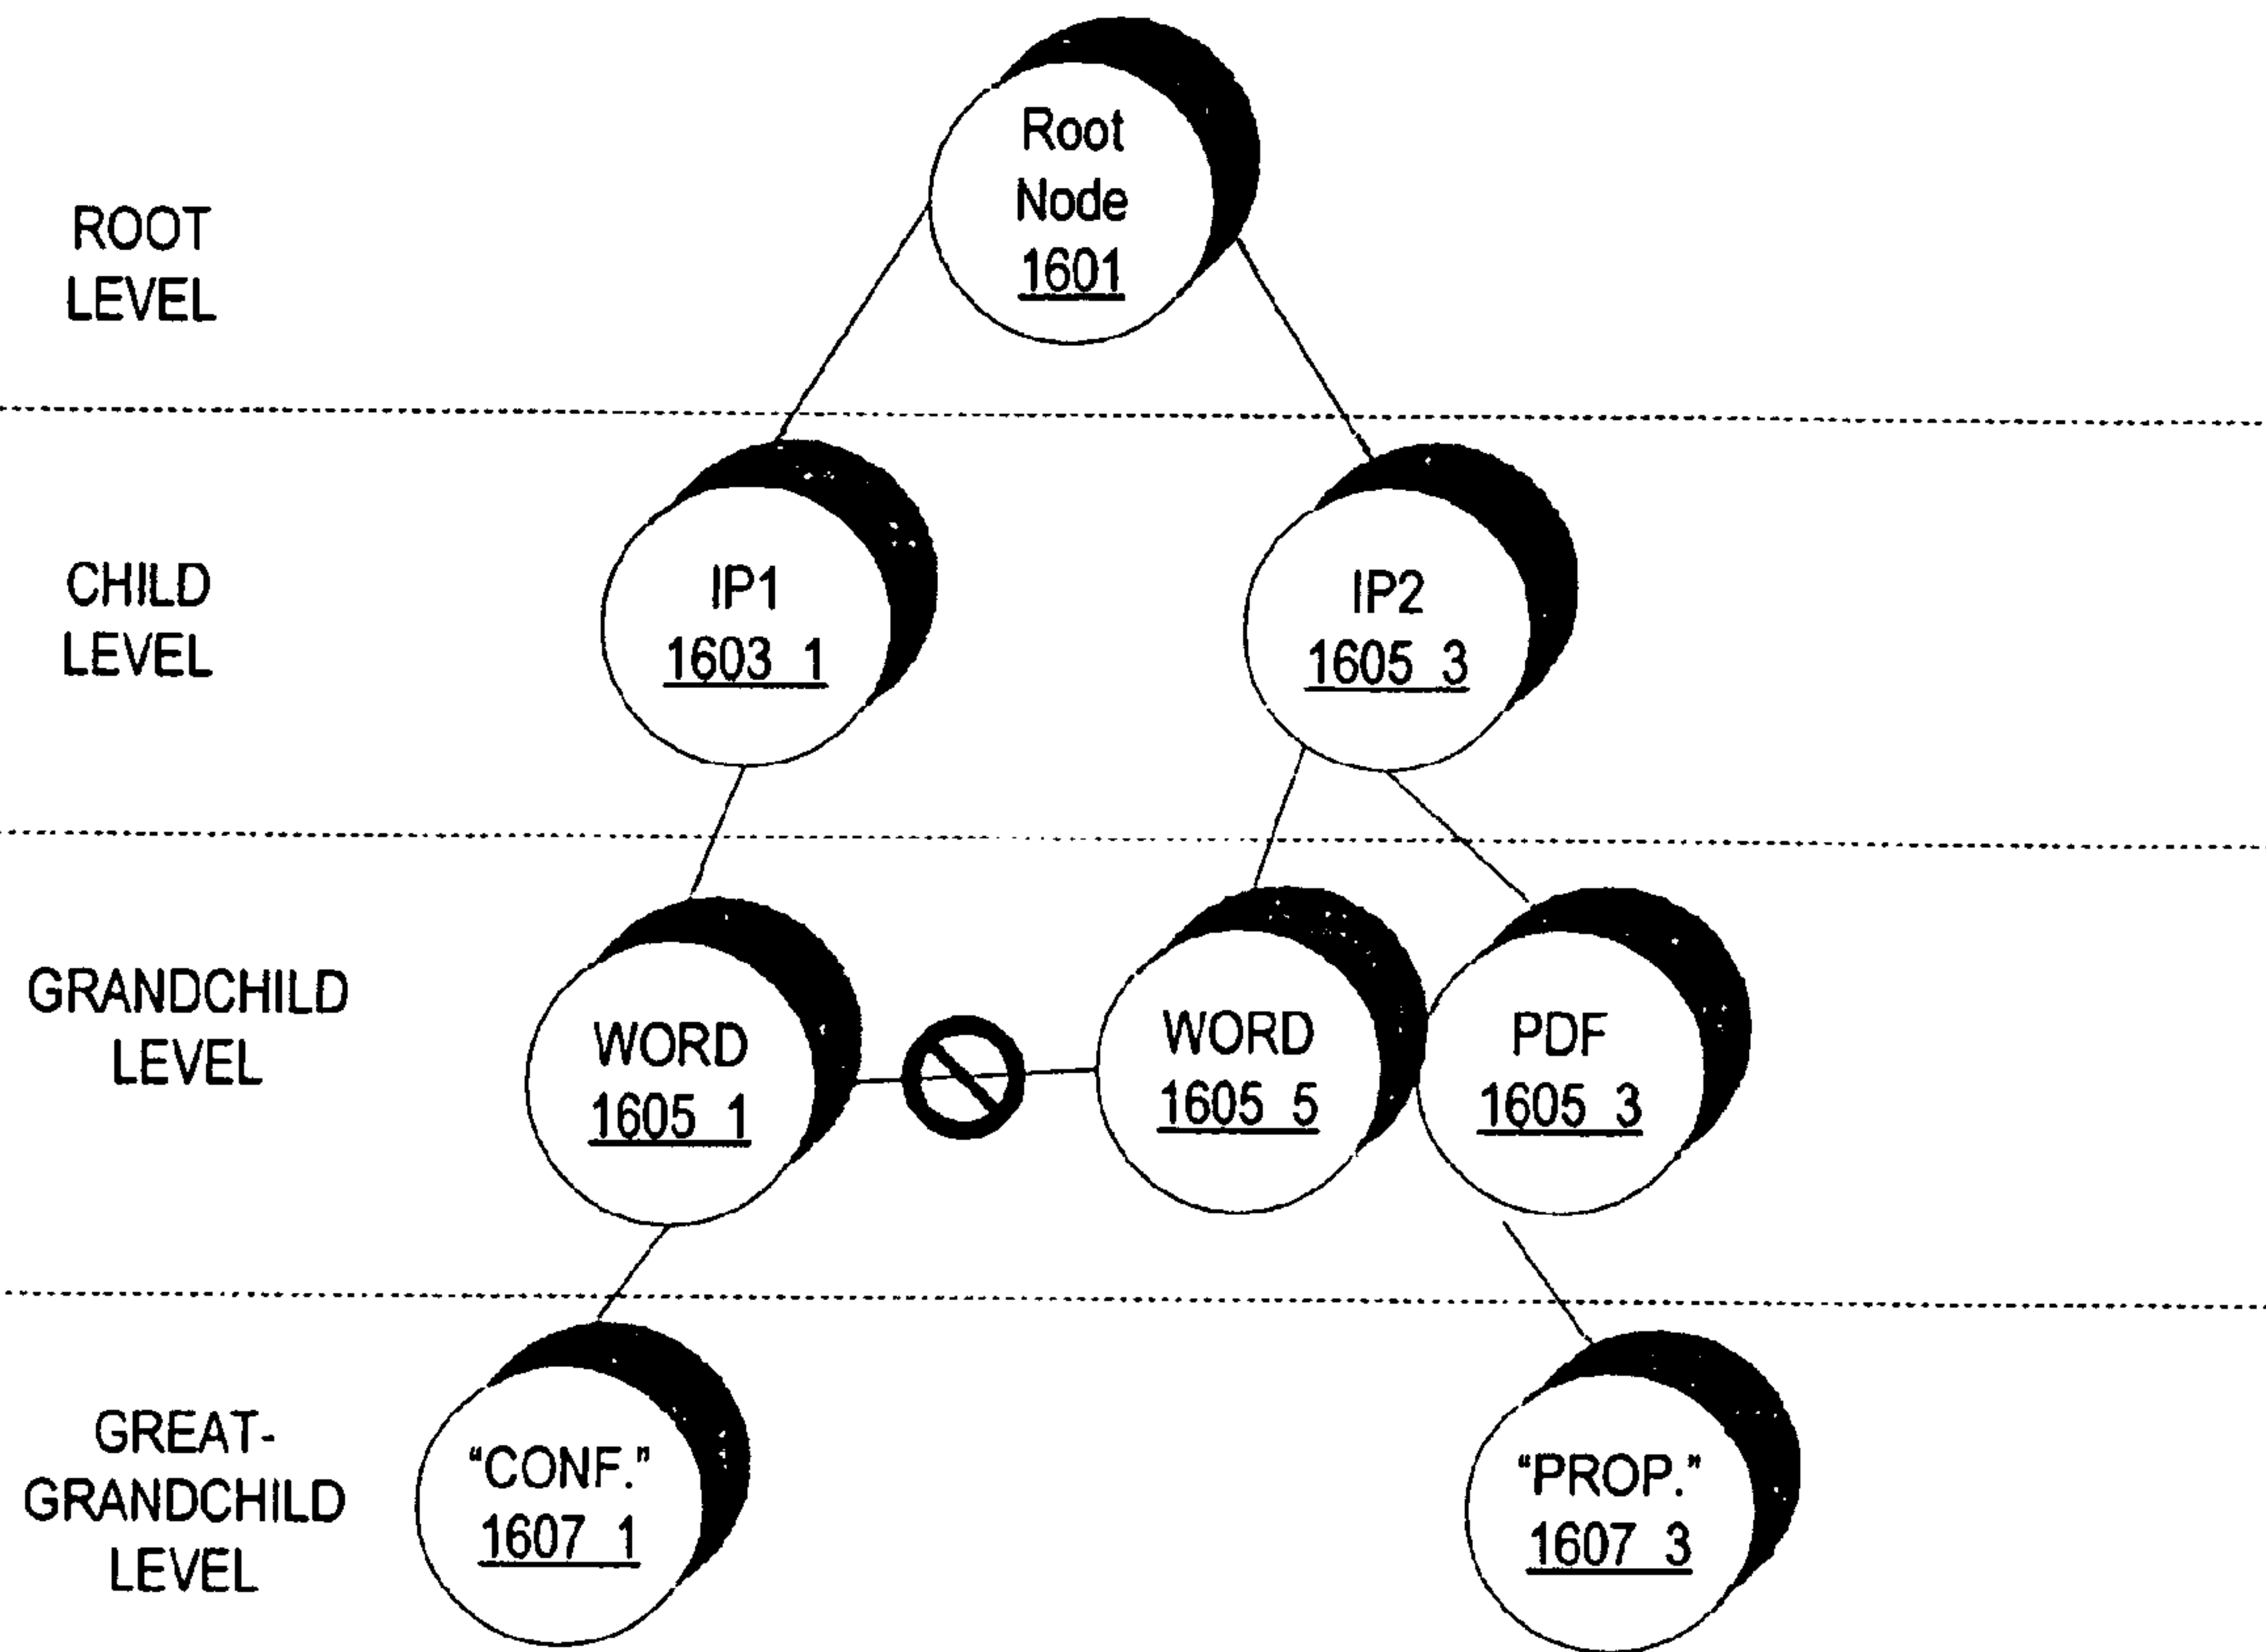 ROOT
LEVEL
Root
Node
1601
CHILD
LEVEL
IP1
1603_1
IP2
1605_3
GRANDCHILD
LEVEL
WORD
1605_1
WORD
1605_5
PDF
1605_3
GREAT-
GRANDCHILD
LEVEL
“CONF.”
1607_1
“PROP.”
1607_3